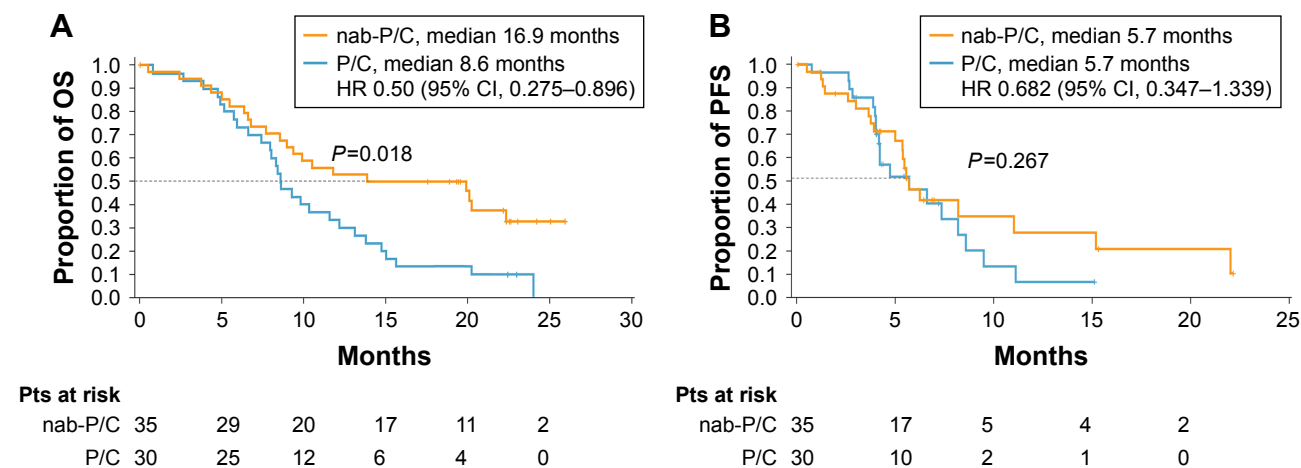 A
nab-P/C, median 16.9 months
P/C, median 8.6 months
HR 0.50 (95% CI, 0.275–0.896)
P=0.018
Proportion of OS
1.0
0.9
0.8
0.7
0.6
0.5
0.4
0.3
0.2
0.1
0.0
0 5 10 15 20 25 30
Months
Pts at risk
nab-P/C 35 29 20 17 11 2
P/C 30 25 12 6 4 0
B
nab-P/C, median 5.7 months
P/C, median 5.7 months
HR 0.682 (95% CI, 0.347–1.339)
P=0.267
Proportion of PFS
1.0
0.9
0.8
0.7
0.6
0.5
0.4
0.3
0.2
0.1
0.0
0 5 10 15 20 25
Months
Pts at risk
nab-P/C 35 17 5 4 2
P/C 30 10 2 1 0